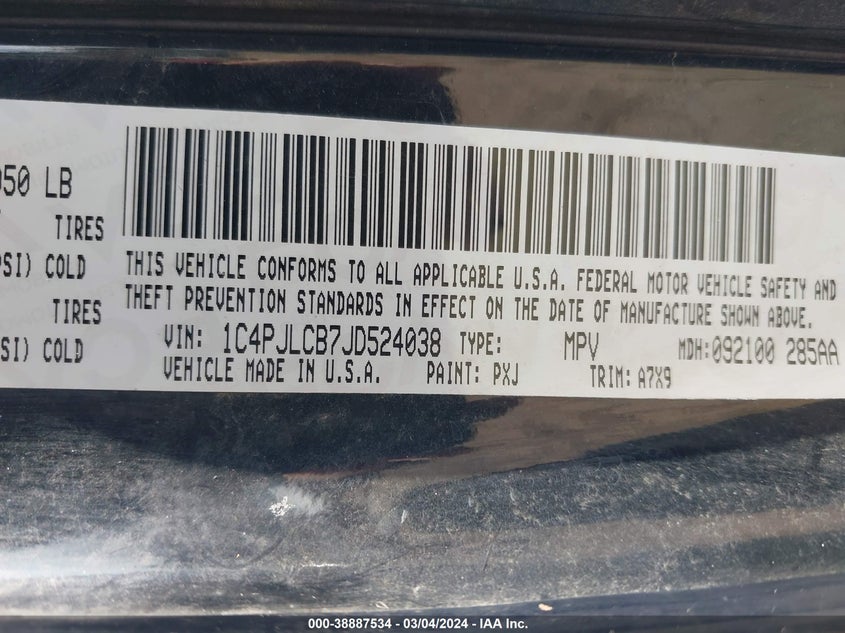 050 LB
TIRES
PSI) COLD
TIRES
SI) COLD
THIS VEHICLE CONFORMS TO ALL APPLICABLE U.S.A. FEDERAL MOTOR VEHICLE SAFETY AND
THEFT PREVENTION STANDARDS IN EFFECT ON THE DATE OF MANUFACTURE SHOWN ABOVE.
VIN: 1C4PJLCB7JD524038 TYPE: MPV MDH: 092100 285AA
VEHICLE MADE IN U.S.A. PAINT: PXJ TRIM: A7X9
000-38887534 - 03/04/2024 - IAA Inc.